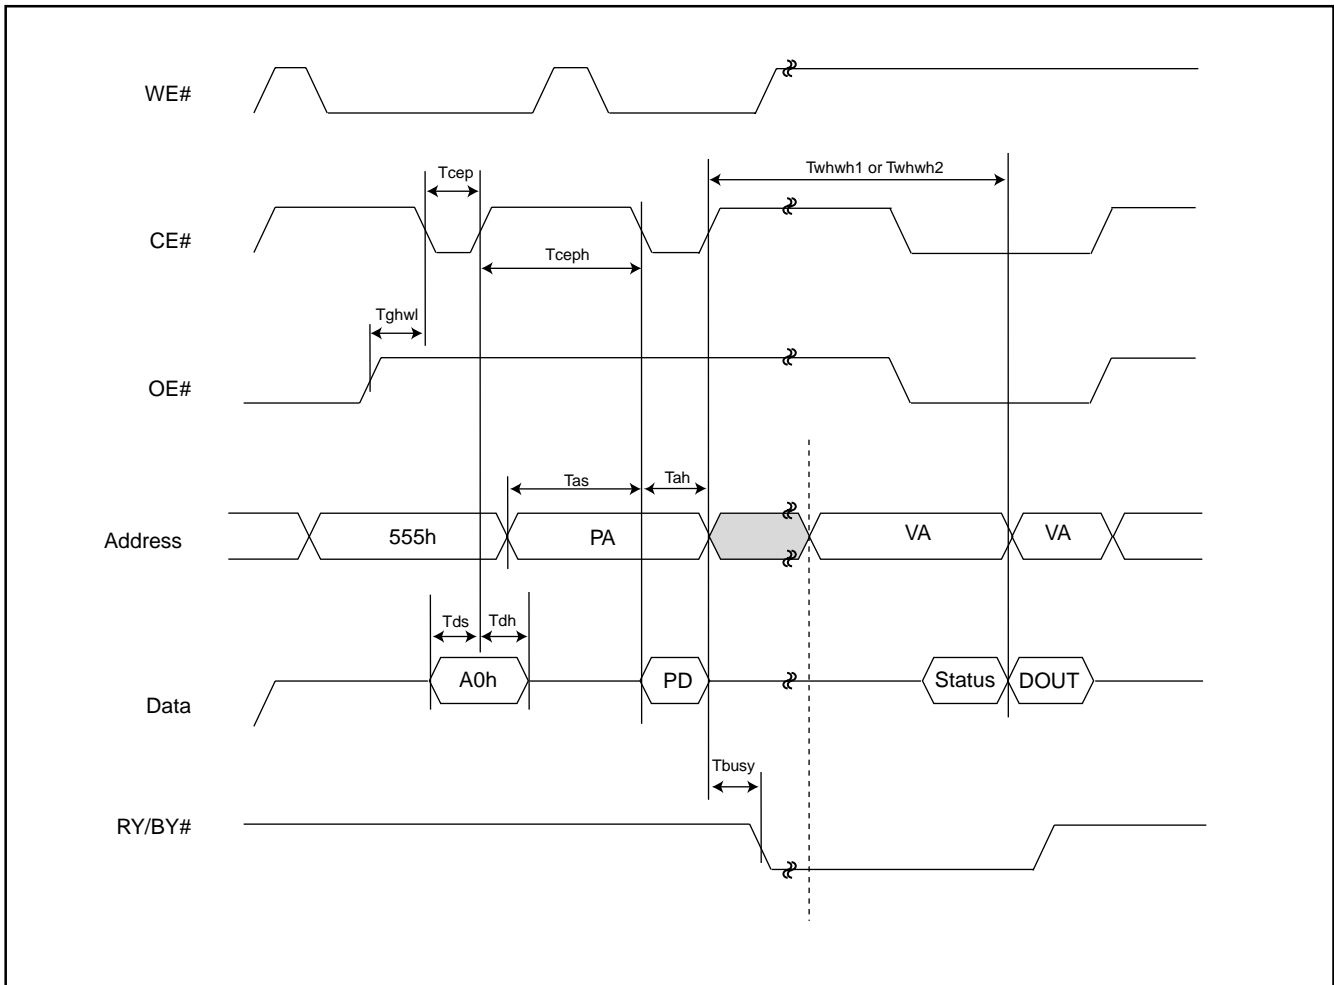 WE#
Tcep
Twhwh1 or Twhwh2
CE#
Tceph
Tghwl
OE#
Tas
Tah
Address
555h
PA
VA
VA
Tds
Tdh
Data
A0h
PD
Status
DOUT
Tbusy
RY/BY#